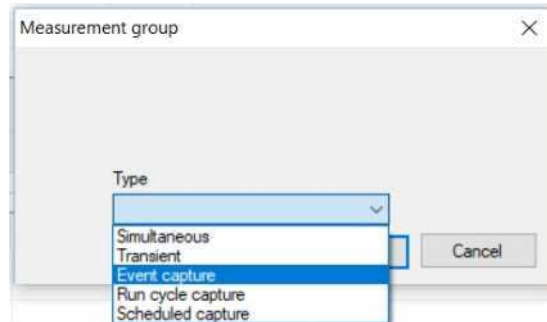 Measurement group
Type
Simultaneous
Transient
Event capture
Run cycle capture
Scheduled capture
Cancel